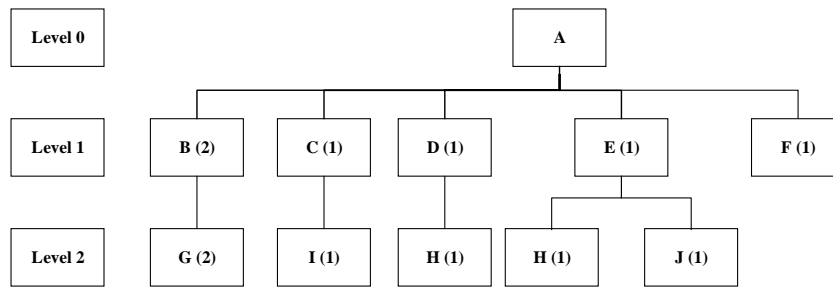 Level 0 A
Level 1 B (2) C (1) D (1) E (1) F (1)
Level 2 G (2) I (1) H (1) H (1) J (1)